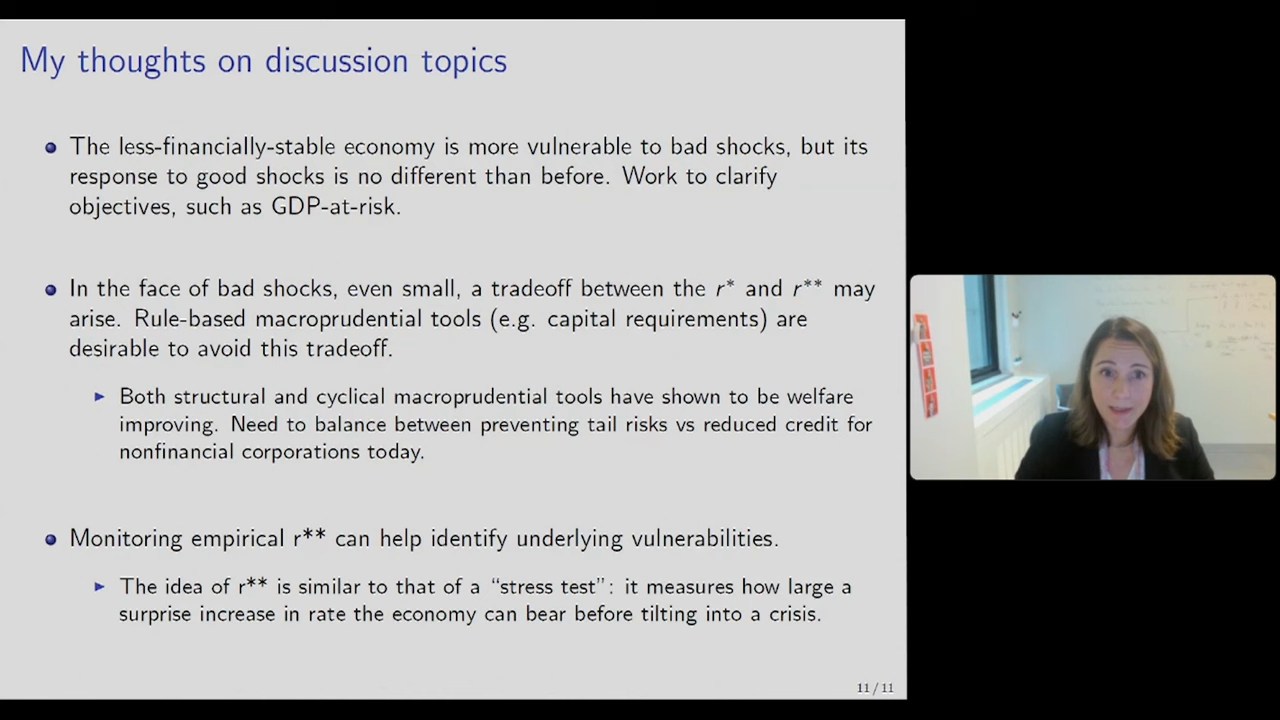 My thoughts on discussion topics
The less-financially-stable economy is more vulnerable to bad shocks, but its
response to good shocks is no different than before. Work to clarify
objectives, such as GDP-at-risk.
In the face of bad shocks, even small, a tradeoff between the r* and r** may
arise. Rule-based macroprudential tools (e.g. capital requirements) are
desirable to avoid this tradeoff.
Both structural and cyclical macroprudential tools have shown to be welfare
improving. Need to balance between preventing tail risks vs reduced credit for
nonfinancial corporations today.
Monitoring empirical r** can help identify underlying vulnerabilities.
The idea of r** is similar to that of a “stress test”: it measures how large a
surprise increase in rate the economy can bear before tilting into a crisis.
11 / 11